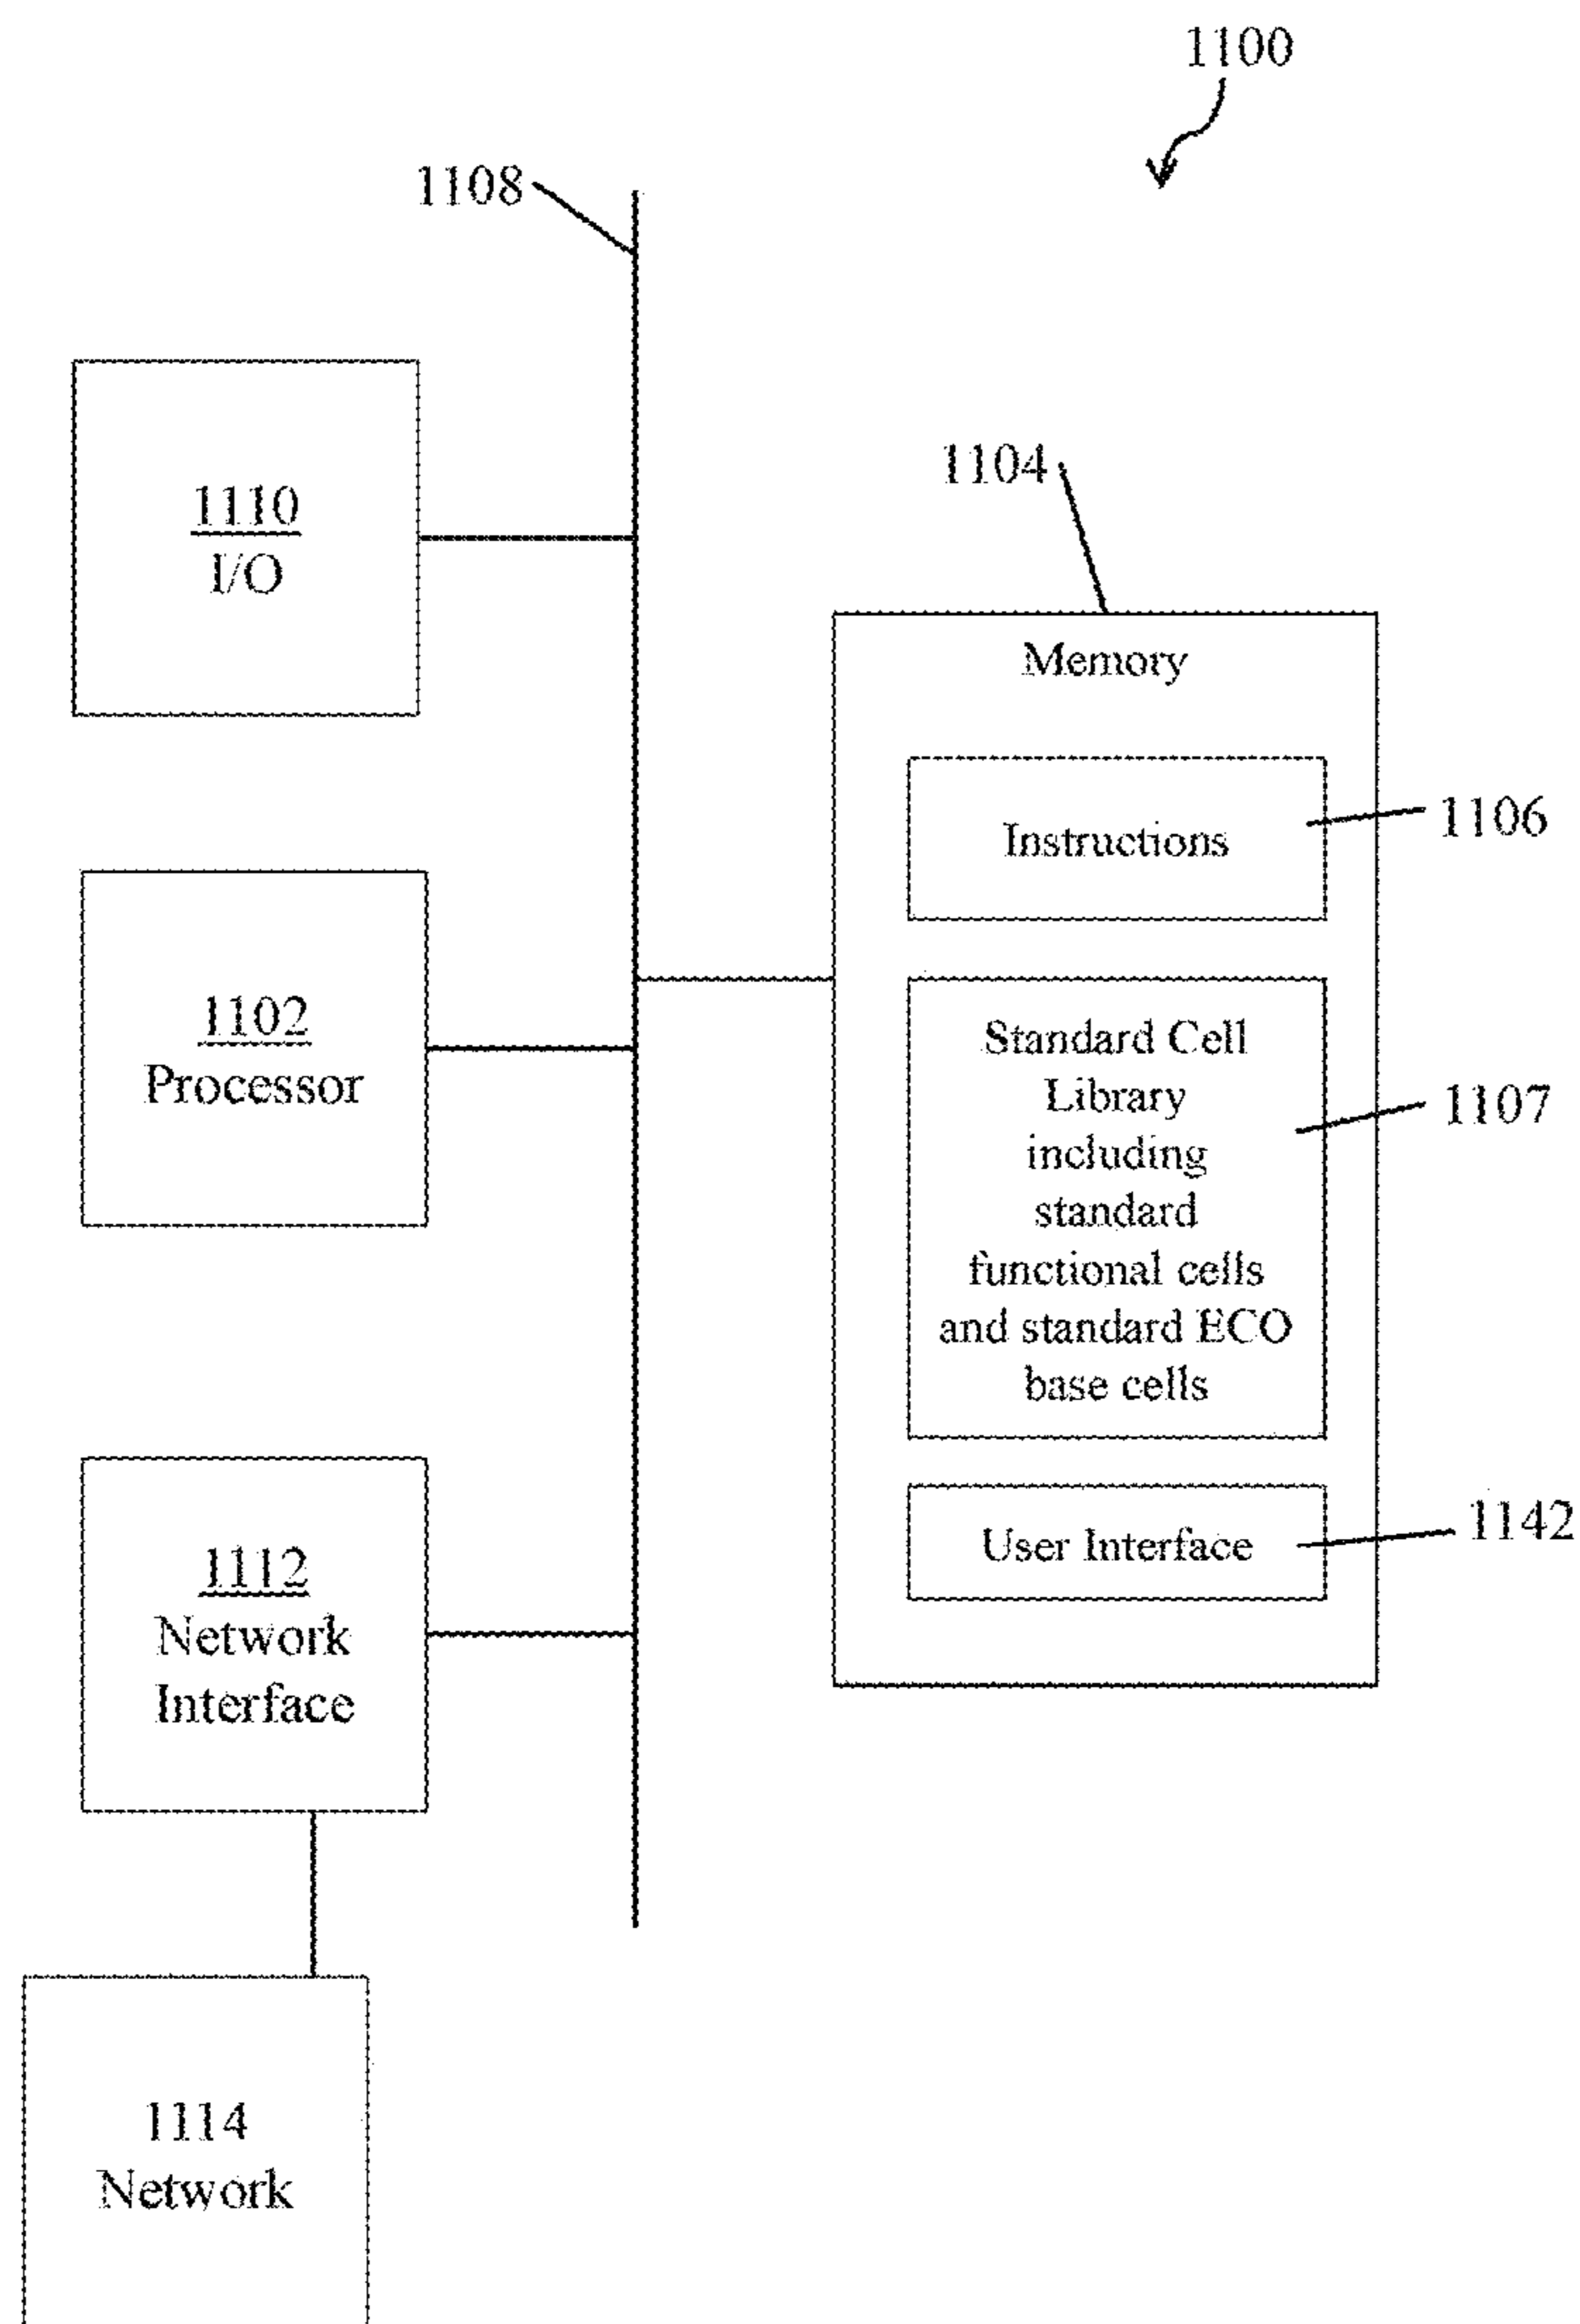 1100
1108
1110
I/O
1104
Memory
Instructions
1106
1102
Processor
Standard Cell
Library
including
standard
functional cells
and standard ECO
base cells
1107
1112
Network
Interface
User Interface
1142
1114
Network